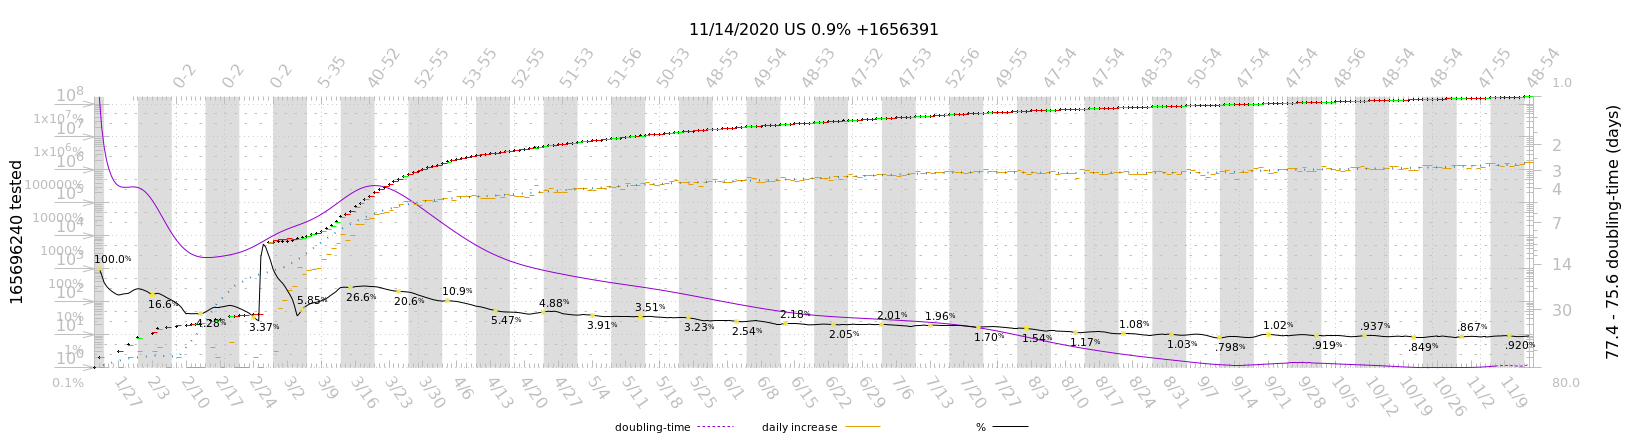 11/14/2020 US 0.9% +1656391
0-2 0-2 0-2 5-35 40-52 52-55 53-55 52-55 51-53 51-56 50-53 48-55 49-54 48-53 47-52 47-53 52-56 49-55 47-54 47-54 48-53 50-54 47-54 47-54 48-56 48-54 48-54 47-55 48-54
165696240 tested
10⁸
1x10⁷%
10⁷
1x10⁶%
10⁶
100000%
10⁵
10000%
10⁴
1000%
10³
100%
10²
10%
10¹
1%
10⁰
0.1%
100.0% 16.6% 4.28% 3.37% 5.85% 26.6% 20.6% 10.9% 5.47% 4.88% 3.91% 3.51% 3.23% 2.54% 2.18% 2.05% 2.01% 1.96% 1.70% 1.54% 1.17% 1.08% 1.03% .798% 1.02% .919% .937% .849% .867% .920%
1.0
2
3
4
7
14
30
80.0
77.4 - 75.6 doubling-time (days)
1/27 2/3 2/10 2/17 2/24 3/2 3/9 3/16 3/23 3/30 4/6 4/13 4/20 4/27 5/4 5/11 5/18 5/25 6/1 6/8 6/15 6/22 6/29 7/6 7/13 7/20 7/27 8/3 8/10 8/17 8/24 8/31 9/7 9/14 9/21 9/28 10/5 10/12 10/19 10/26 11/2 11/9
doubling-time daily increase %